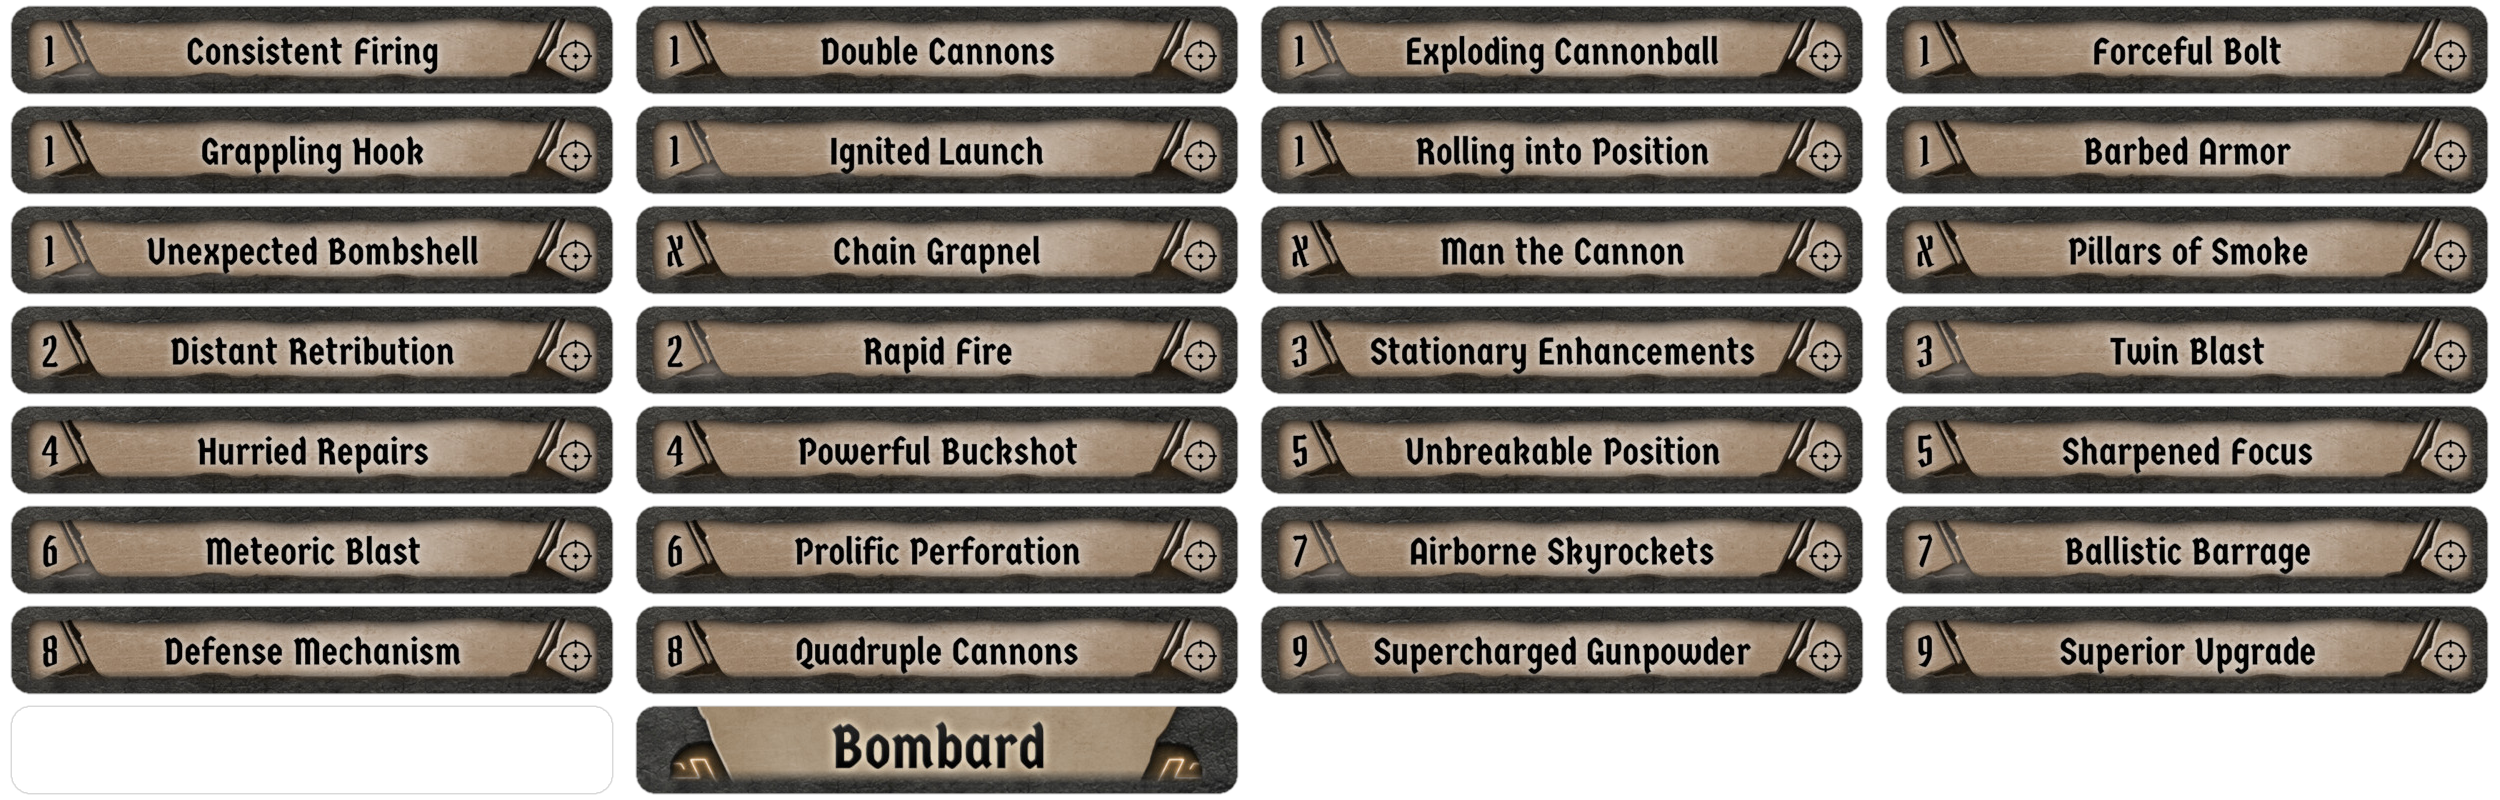 1 Consistent Firing
1 Double Cannons
1 Exploding Cannonball
1 Forceful Bolt
1 Grappling Hook
1 Ignited Launch
1 Rolling into Position
1 Barbed Armor
1 Unexpected Bombshell
X Chain Grapnel
X Man the Cannon
X Pillars of Smoke
2 Distant Retribution
2 Rapid Fire
3 Stationary Enhancements
3 Twin Blast
4 Hurried Repairs
4 Powerful Buckshot
5 Unbreakable Position
5 Sharpened Focus
6 Meteoric Blast
6 Prolific Perforation
7 Airborne Skyrockets
7 Ballistic Barrage
8 Defense Mechanism
8 Quadruple Cannons
9 Supercharged Gunpowder
9 Superior Upgrade
Bombard